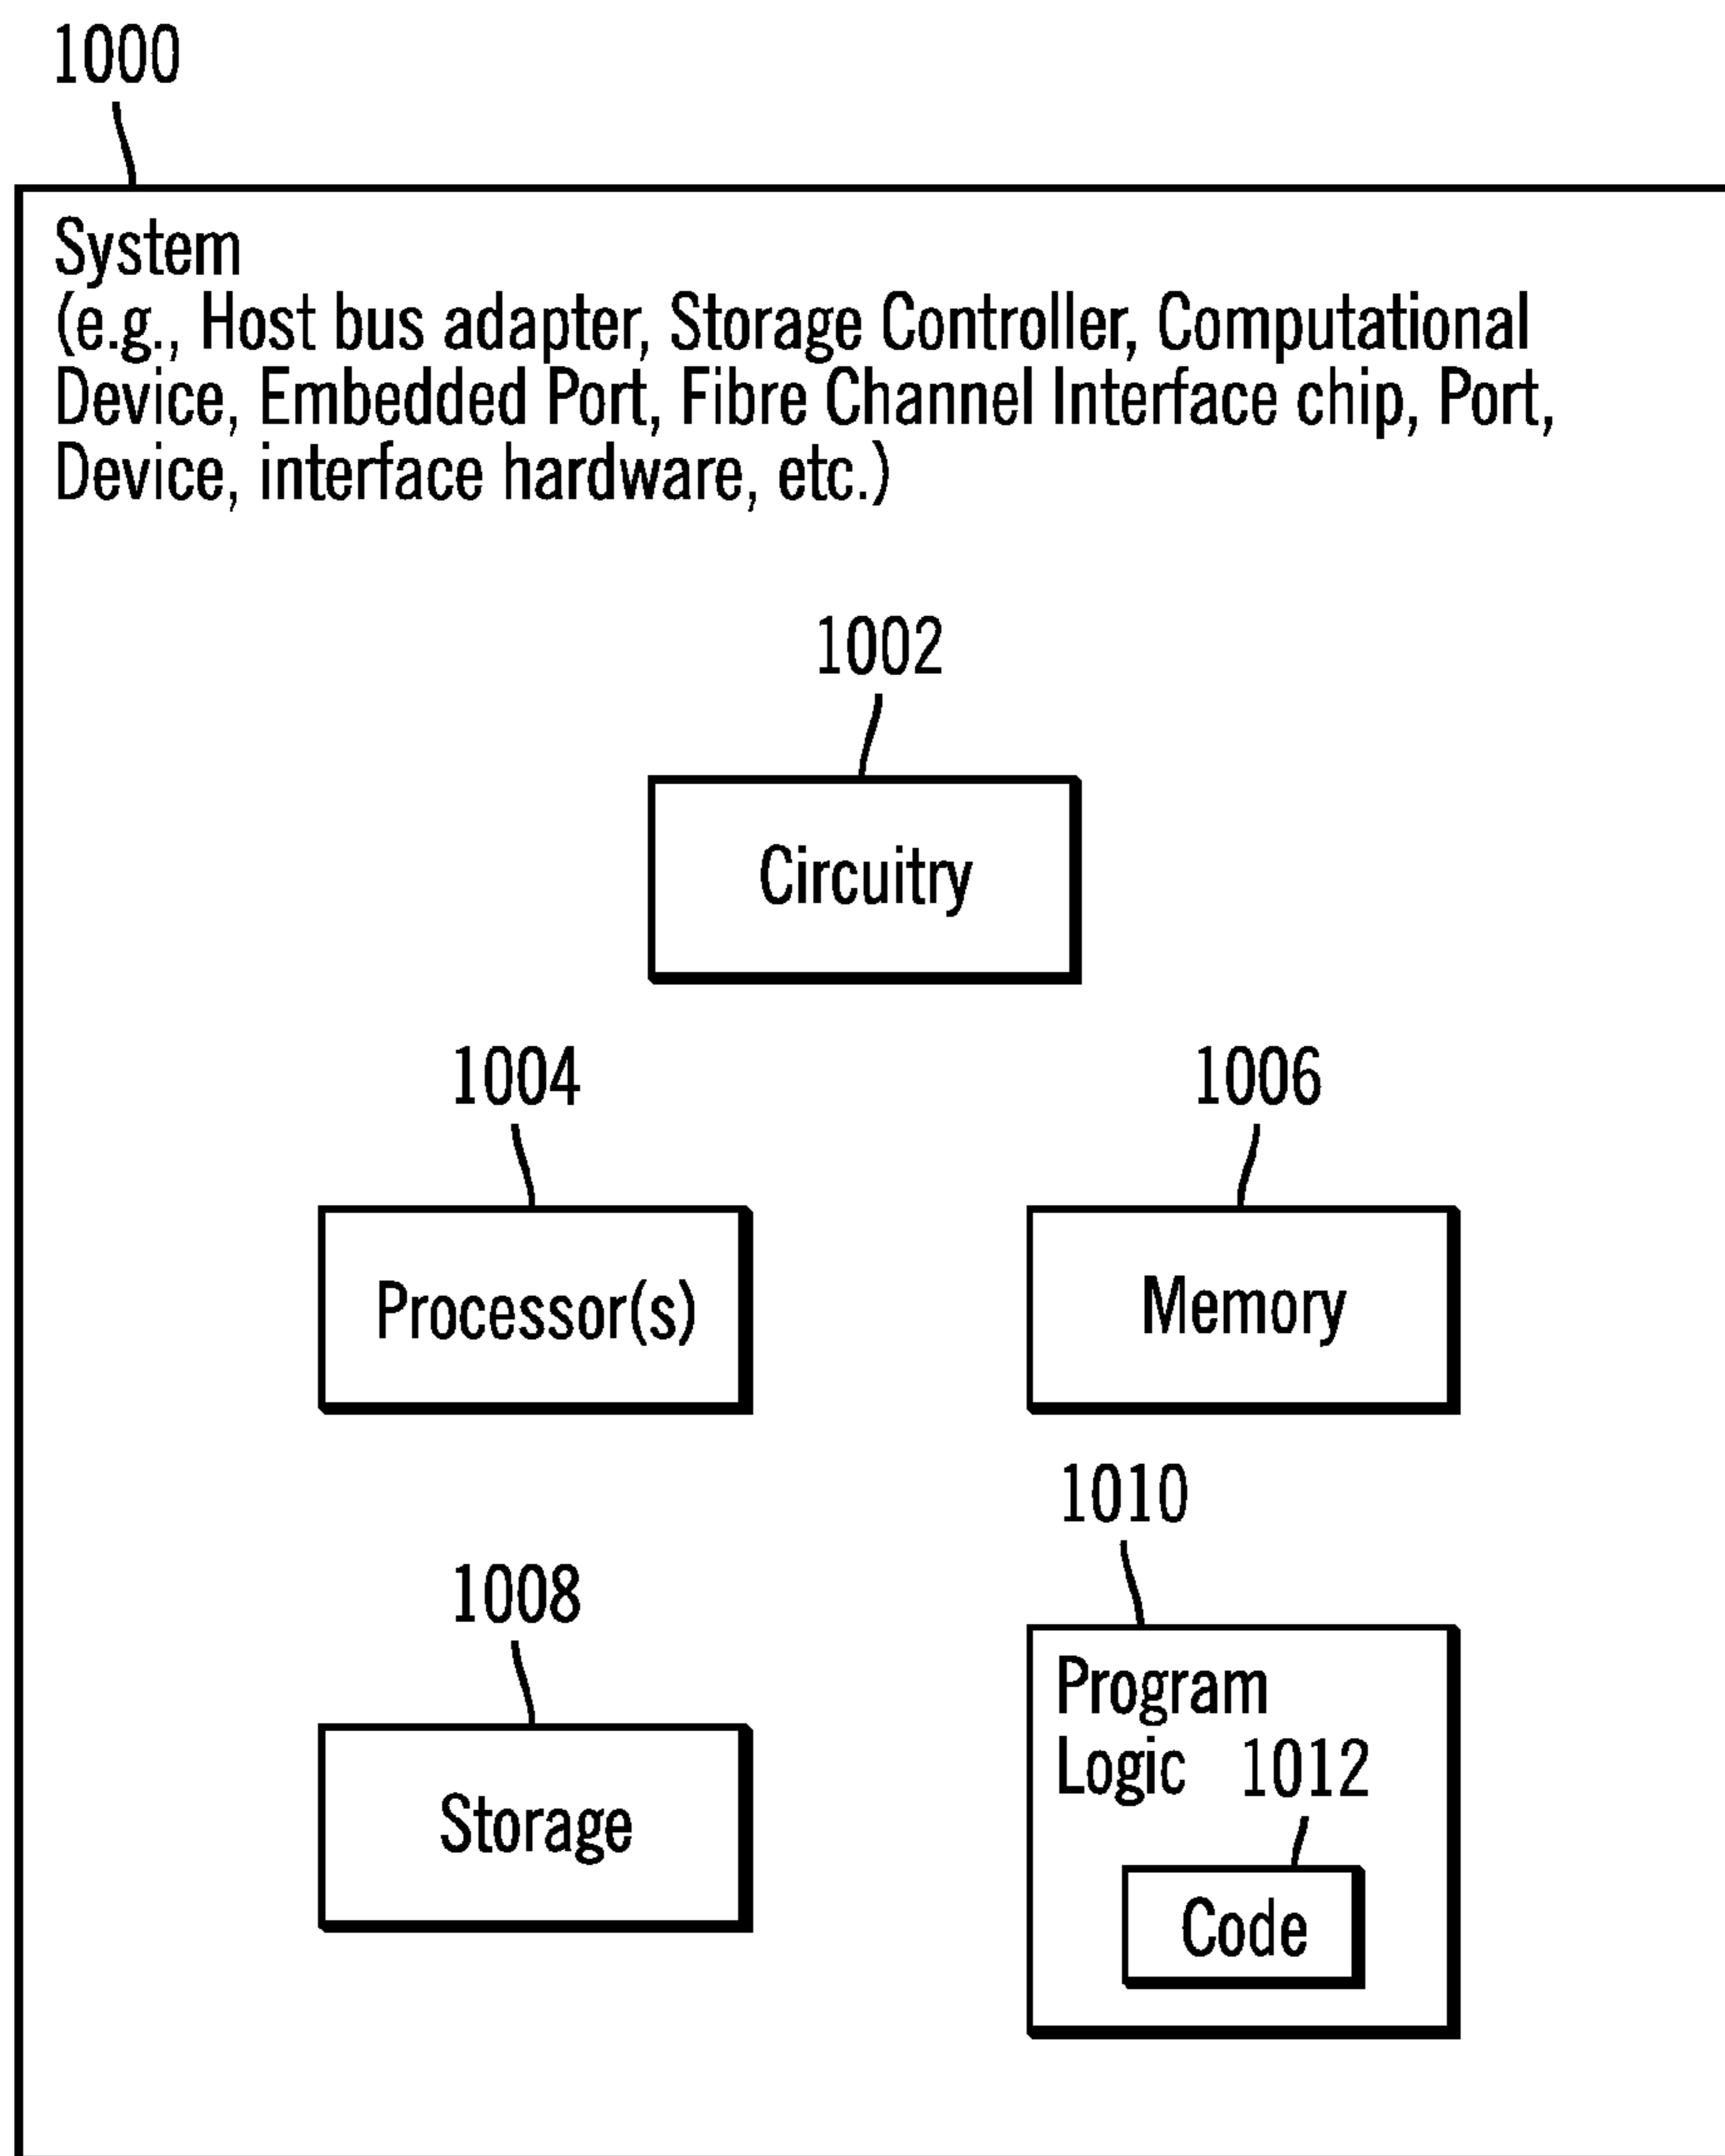 1000
System
(e.g., Host bus adapter, Storage Controller, Computational
Device, Embedded Port, Fibre Channel Interface chip, Port,
Device, interface hardware, etc.)
1002
Circuitry
1004
1006
Processor(s)
Memory
1010
1008
Program
Logic 1012
Storage
Code